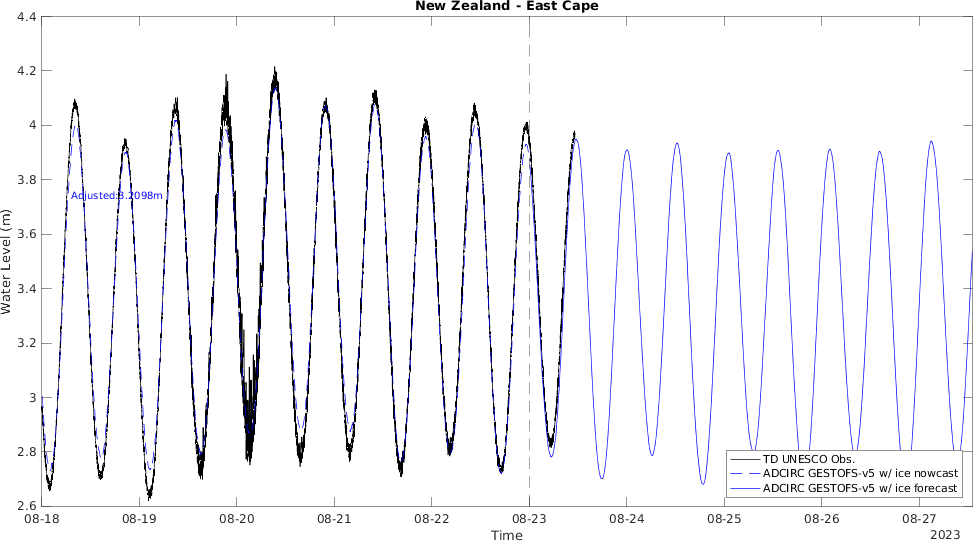 New Zealand - East Cape
4.4
4.2
4
3.8
3.6
3.4
3.2
3
2.8
2.6
Water Level (m)
Adjusted:3.2098m
TD UNESCO Obs.
ADCIRC GESTOFS-v5 w/ ice nowcast
ADCIRC GESTOFS-v5 w/ ice forecast
08-18 08-19 08-20 08-21 08-22 08-23 08-24 08-25 08-26 08-27
Time
2023